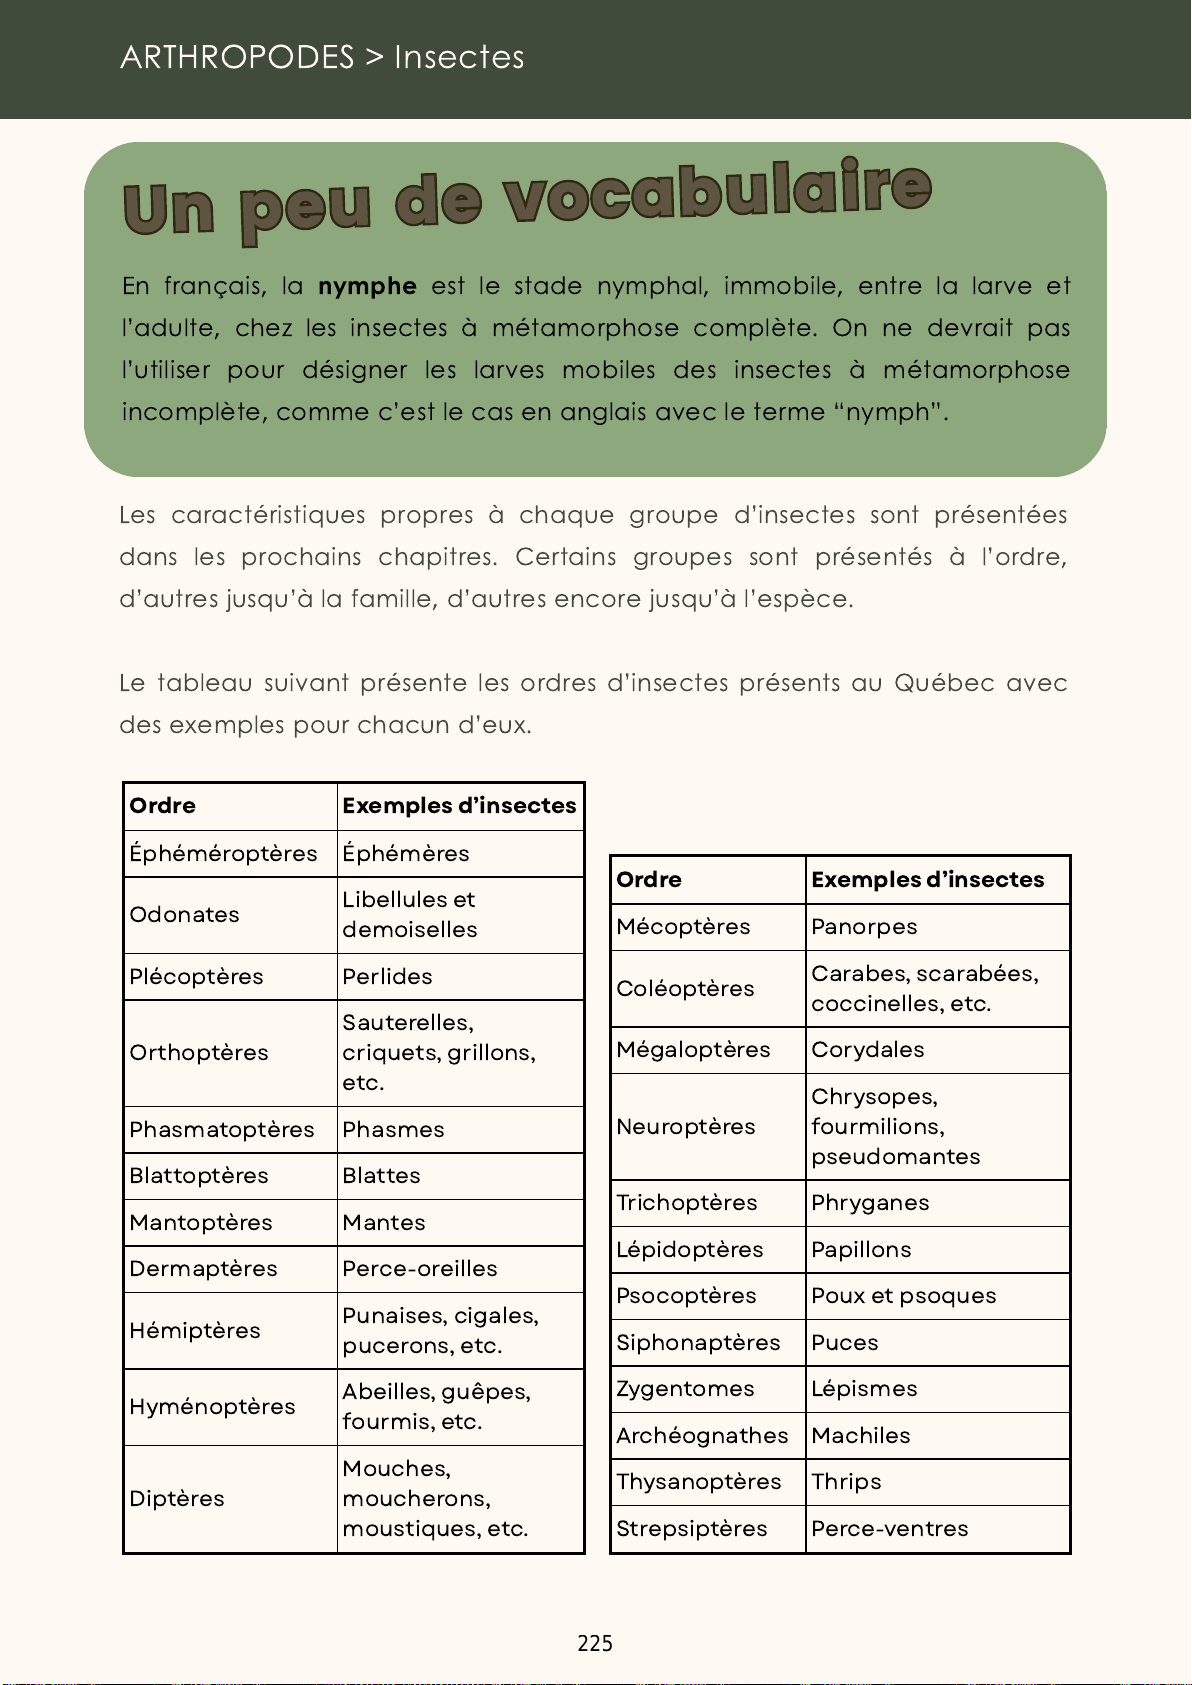 ARTHROPODES > Insectes
Un peu de vocabulaire
En français, la nymphe est le stade nymphal, immobile, entre la larve et
l’adulte, chez les insectes à métamorphose complète. On ne devrait pas
l’utiliser pour désigner les larves mobiles des insectes à métamorphose
incomplète, comme c’est le cas en anglais avec le terme “nymph”.
Les caractéristiques propres à chaque groupe d’insectes sont présentées
dans les prochains chapitres. Certains groupes sont présentés à l’ordre,
d’autres jusqu’à la famille, d’autres encore jusqu’à l’espèce.
Le tableau suivant présente les ordres d’insectes présents au Québec avec
des exemples pour chacun d’eux.
Ordre Exemples d’insectes
Éphéméroptères Éphémères
Odonates Libellules et
demoiselles
Plécoptères Perlides
Orthoptères Sauterelles,
criquets, grillons,
etc.
Phasmatoptères Phasmes
Blattoptères Blattes
Mantoptères Mantes
Dermaptères Perce-oreilles
Hémiptères Punaises, cigales,
pucerons, etc.
Hyménoptères Abeilles, guêpes,
fourmis, etc.
Diptères Mouches,
moucherons,
moustiques, etc.
Ordre Exemples d’insectes
Mécoptères Panorpes
Coléoptères Carabes, scarabées,
coccinelles, etc.
Mégaloptères Corydales
Neuroptères Chrysopes,
fourmilions,
pseudomantes
Trichoptères Phryganes
Lépidoptères Papillons
Psocoptères Poux et psoques
Siphonaptères Puces
Zygentomes Lépismes
Archéognathes Machiles
Thysanoptères Thrips
Strepsiptères Perce-ventres
225